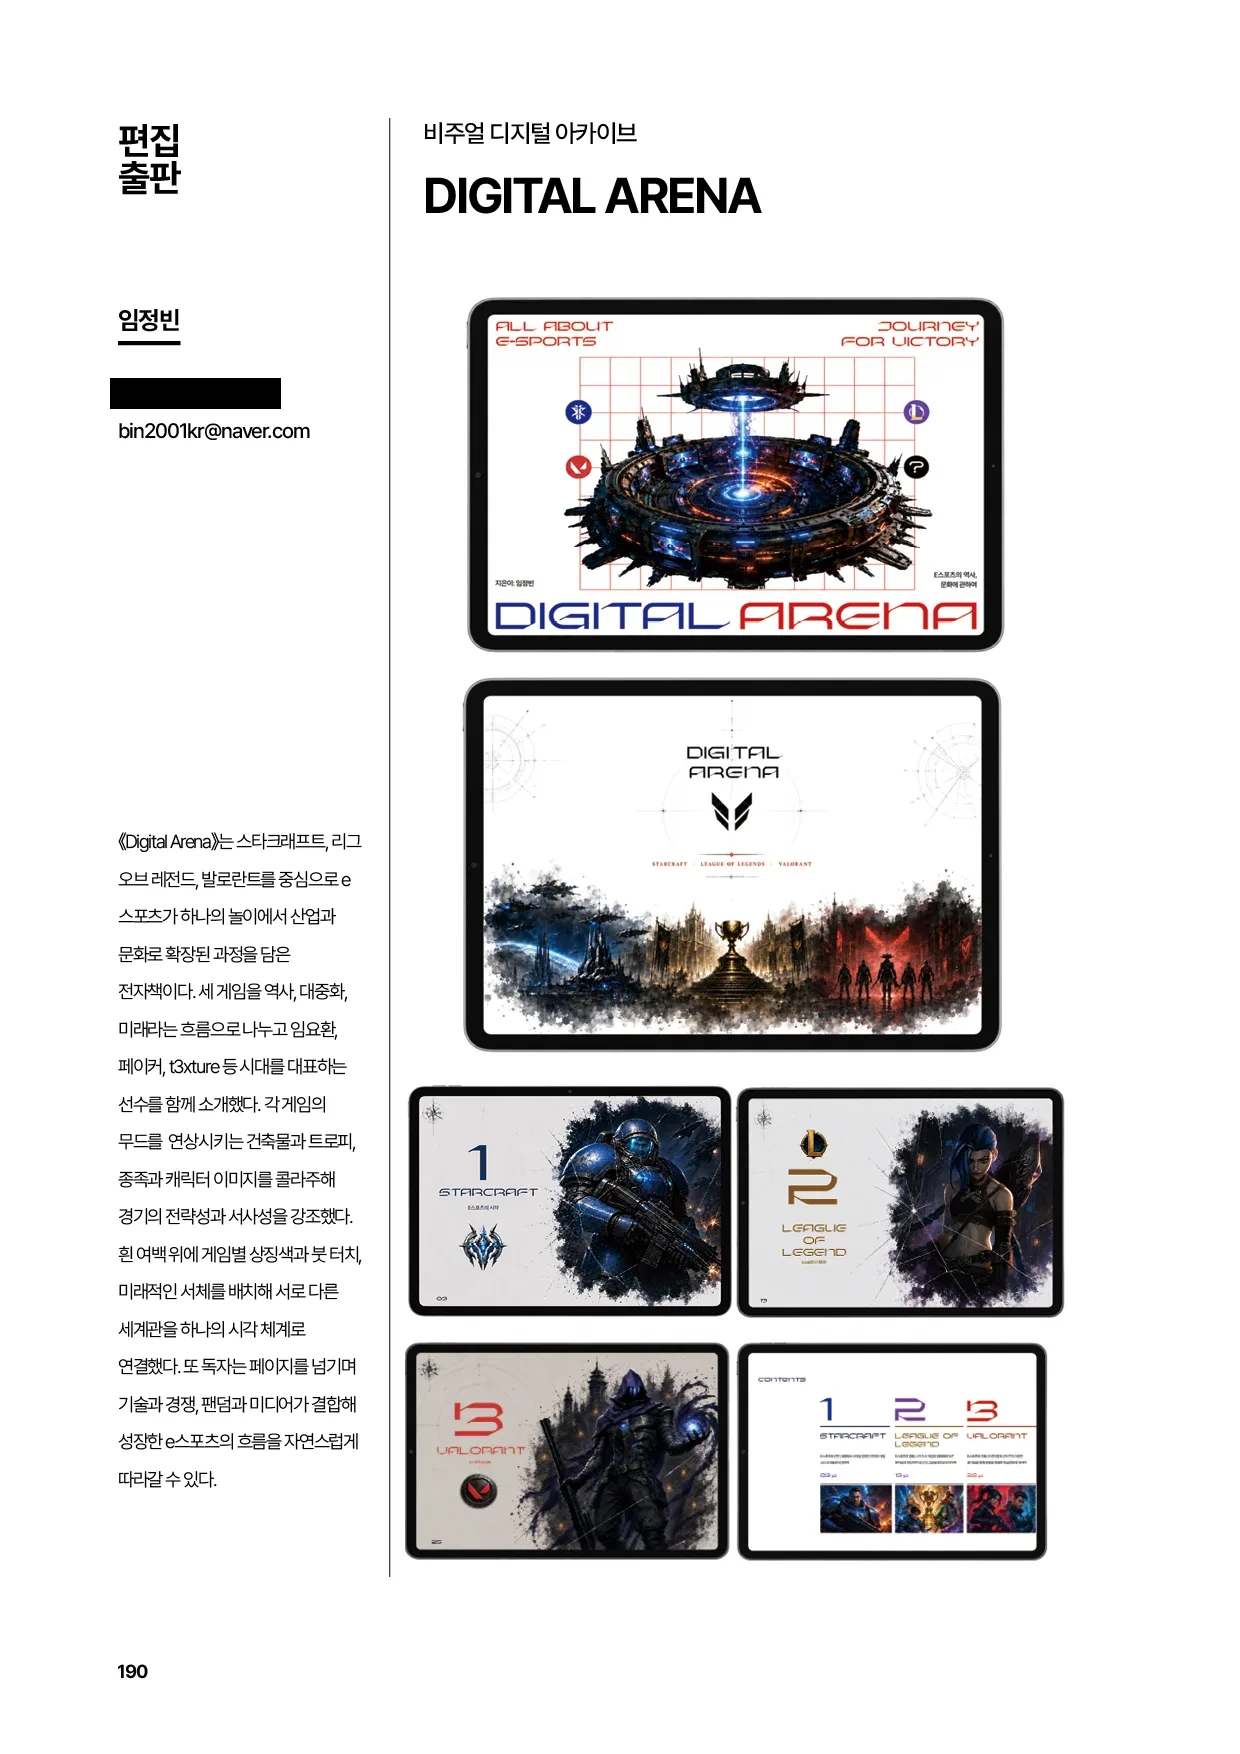 편집
출판
임정빈
bin2001kr@naver.com
《Digital Arena》는 스타크래프트, 리그
오브 레전드, 발로란트를 중심으로 e
스포츠가 하나의 놀이에서 산업과
문화로 확장된 과정을 담은
전자책이다. 세 게임을 역사, 대중화,
미래라는 흐름으로 나누고 임요환,
페이커, t3xture 등 시대를 대표하는
선수를 함께 소개했다. 각 게임의
무드를 연상시키는 건축물과 트로피,
종족과 캐릭터 이미지를 콜라주해
경기의 전략성과 서사성을 강조했다.
흰 여백 위에 게임별 상징색과 붓 터치,
미래적인 서체를 배치해 서로 다른
세계관을 하나의 시각 체계로
연결했다. 또 독자는 페이지를 넘기며
기술과 경쟁, 팬덤과 미디어가 결합해
성장한 e스포츠의 흐름을 자연스럽게
따라갈 수 있다.
190
비주얼 디지털 아카이브
DIGITAL ARENA
ALL ABOUT
E-SPORTS
JOURNEY
FOR VICTORY
지은이: 임정빈
E스포츠의 역사,
문화에 관하여
DIGITAL ARENA
DIGITAL
ARENA
STARCRAFT · LEAGUE OF LEGENDS · VALORANT
1
STARCRAFT
E스포츠의 시작
03
2
LEAGUE
OF
LEGEND
13
3
VALORANT
25
CONTENTS
1
STARCRAFT
03 p
2
LEAGUE OF
LEGEND
13 p
3
VALORANT
25 p